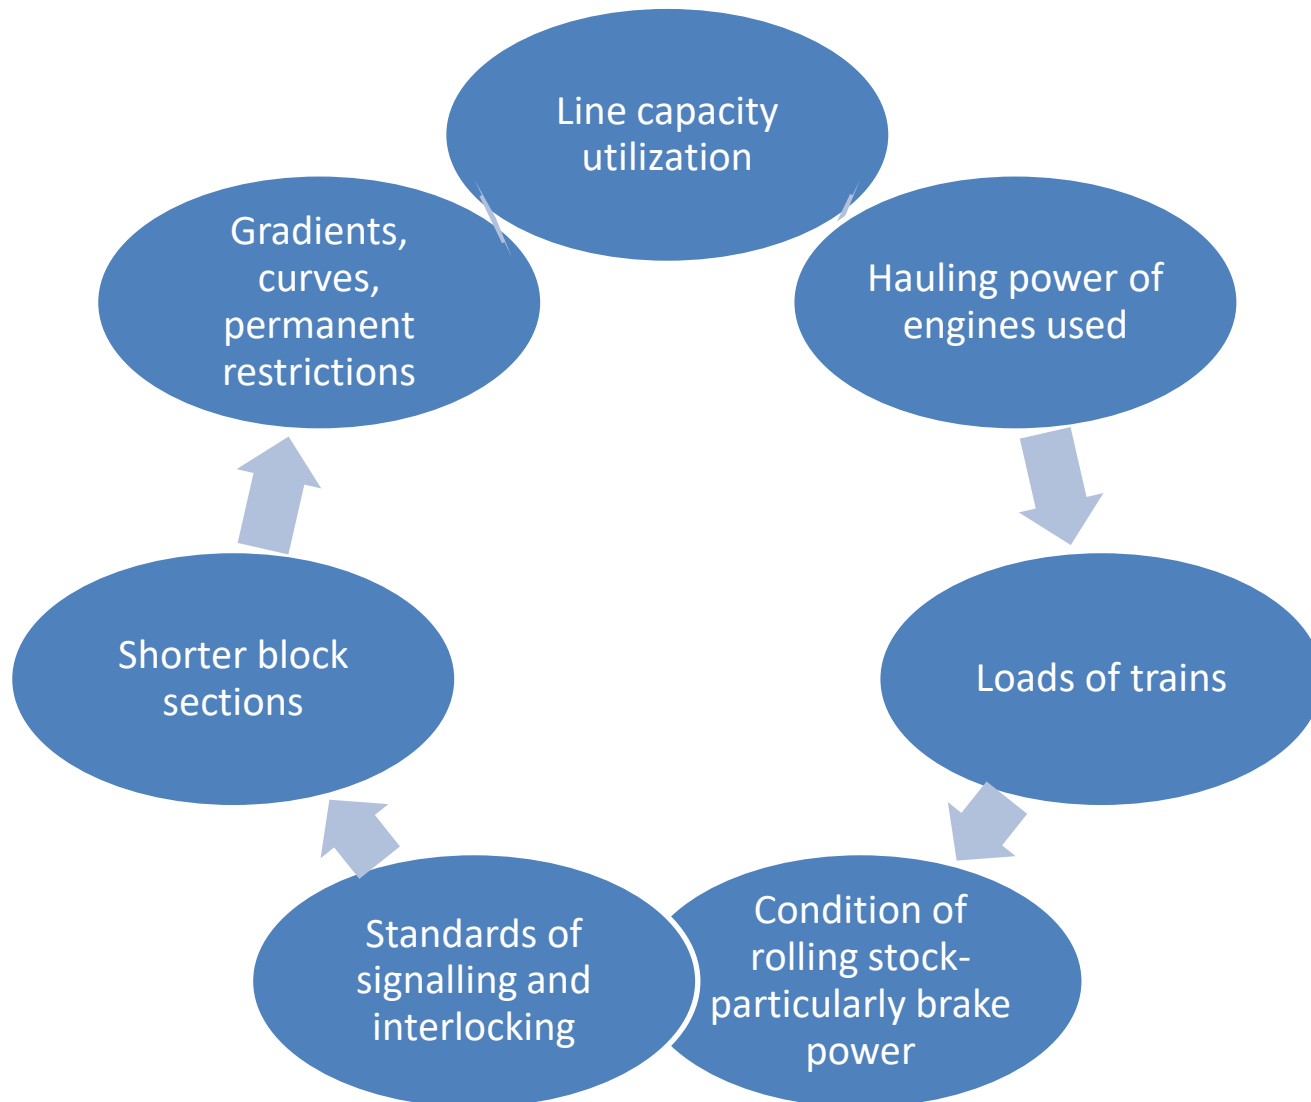 Line capacity
utilization
Hauling power of
engines used
Loads of trains
Condition of
rolling stock-
particularly brake
power
Standards of
signalling and
interlocking
Shorter block
sections
Gradients,
curves,
permanent
restrictions